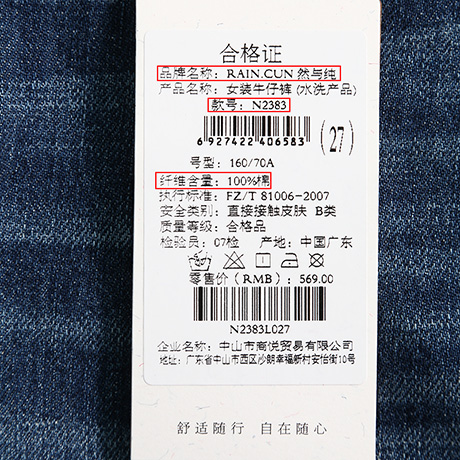 合格证
品牌名称: RAIN.CUN 然与纯
产品名称: 女装牛仔裤 (水洗产品)
款号: N2383
6 927422 406583
(27)
号型: 160/70A
纤维含量: 100%棉
执行标准: FZ/T 81006-2007
安全类别: 直接接触皮肤 B类
质量等级: 合格品
检验员: 07检 产地: 中国广东
零售价 (RMB): 569.00
N2383L027
企业名称: 中山市商悦贸易有限公司
地址: 广东省中山市西区沙朗幸福新村安怡街10号
舒适随行 自在随心